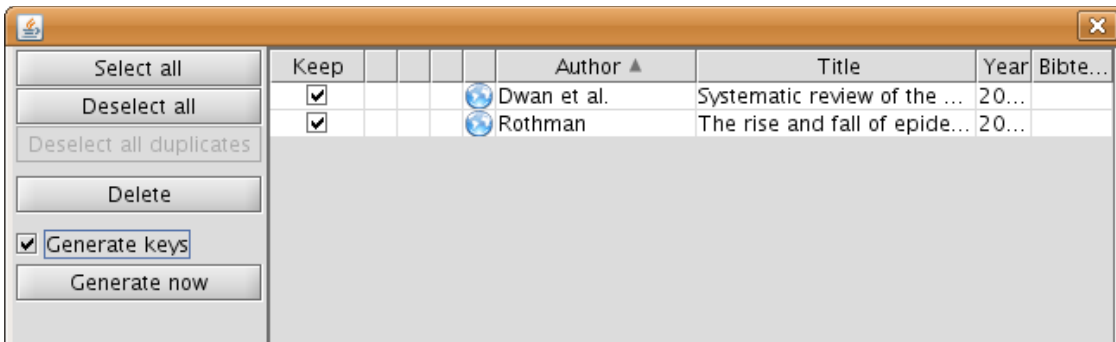 Select all
Deselect all
Deselect all duplicates
Delete
Generate keys
Generate now
Keep Author Title Year Bibte...
Dwan et al. Systematic review of the ... 20...
Rothman The rise and fall of epide... 20...